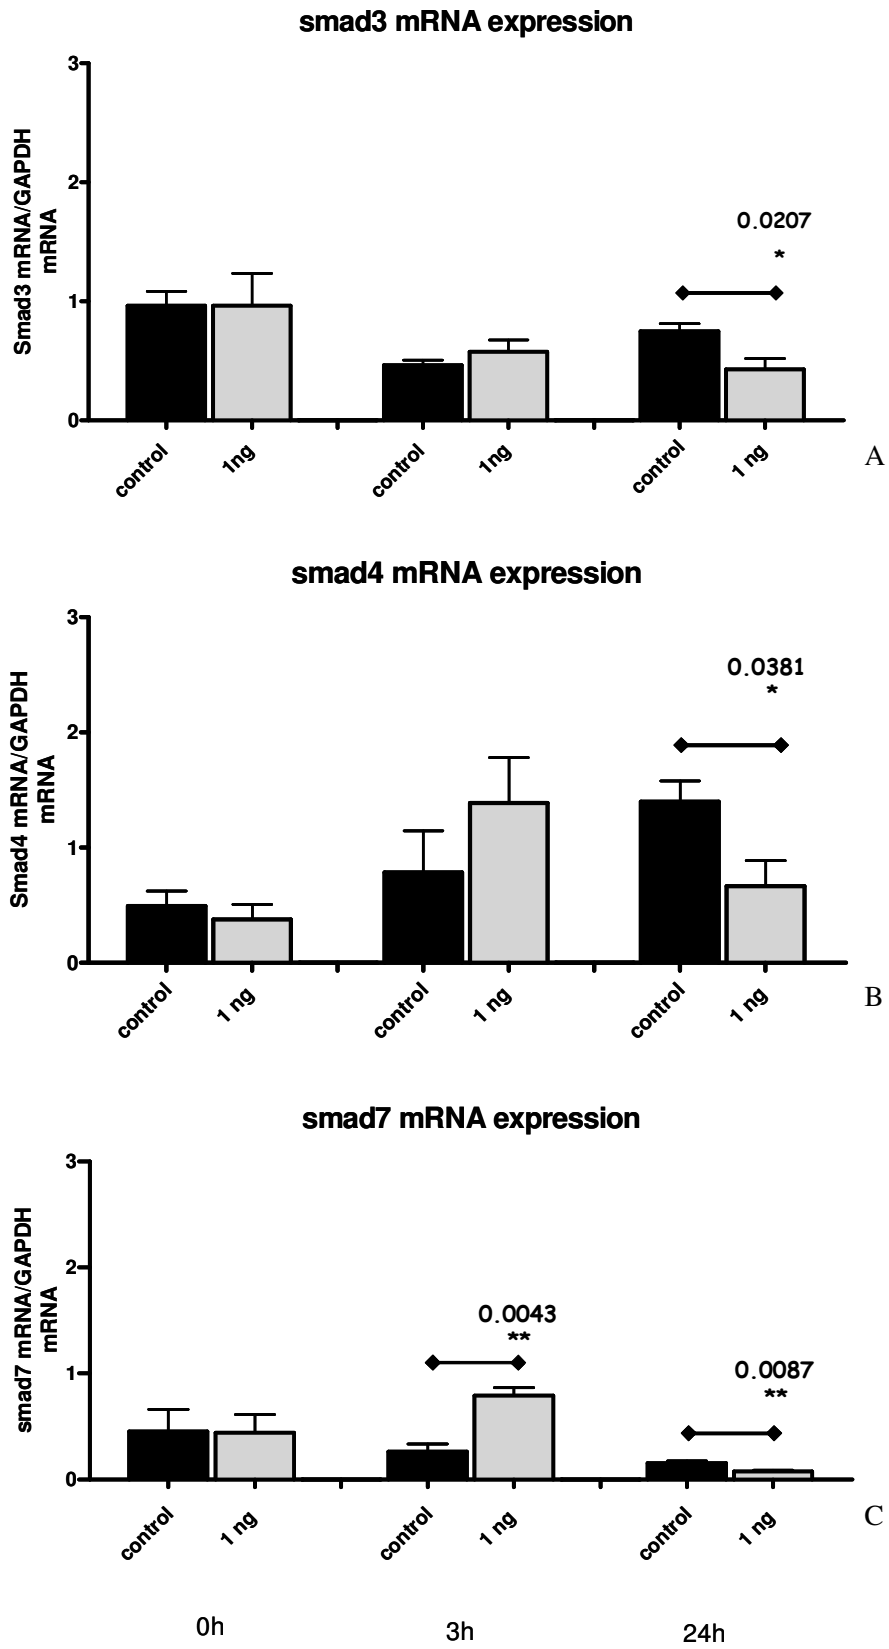 smad3 mRNA expression
Smad3 mRNA/GAPDH
mRNA
3
2
1
0
0.0207
*
control
1ng
control
1ng
control
1 ng
A
smad4 mRNA expression
Smad4 mRNA/GAPDH
mRNA
3
2
1
0
0.0381
*
control
1 ng
control
1 ng
control
1 ng
B
smad7 mRNA expression
smad7 mRNA/GAPDH
mRNA
3
2
1
0
0.0043
**
0.0087
**
control
1 ng
control
1 ng
control
1 ng
C
0h
3h
24h